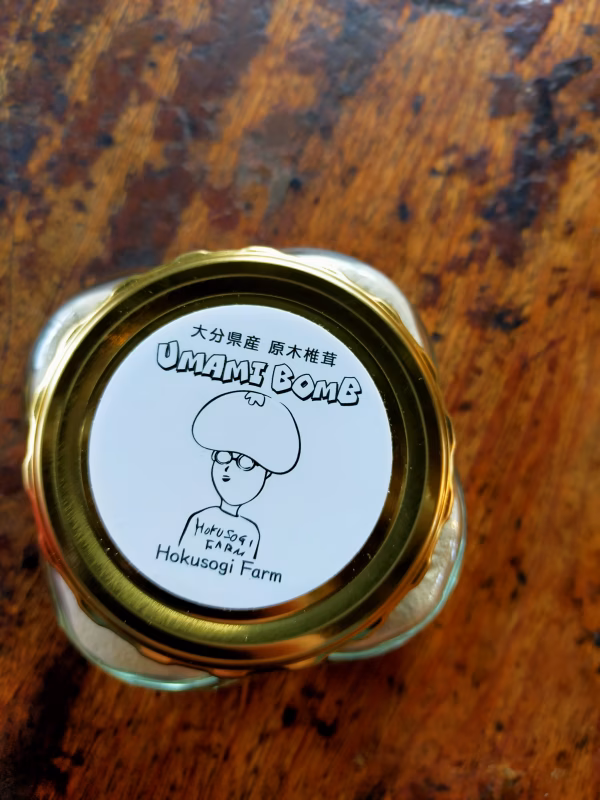 大分県産 原木椎茸
UMAMI BOMB
HOKUSOGI
FARM
Hokusogi Farm